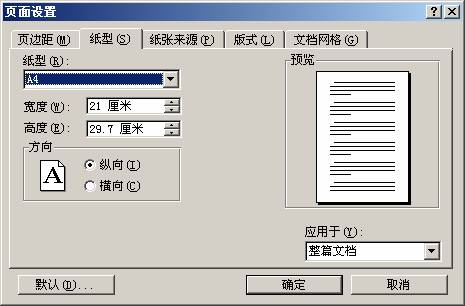 页面设置
页边距(M) 纸型(S) 纸张来源(P) 版式(L) 文档网格(G)
纸型(R):
A4
宽度(W): 21 厘米
高度(E): 29.7 厘米
方向
A
纵向(I)
横向(C)
预览
应用于(Y):
整篇文档
默认(D)... 确定 取消